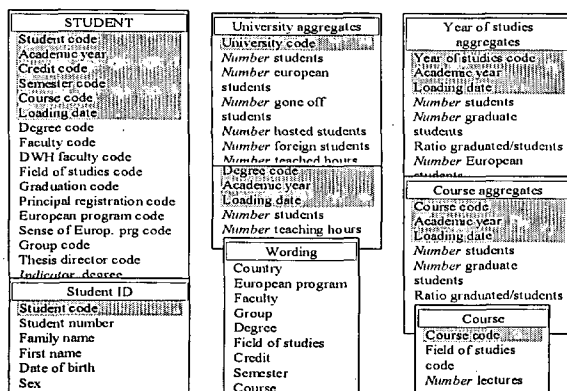 STUDENT
Student code
Academic year
Credit code
Semester code
Course code
Loading date
Degree code
Faculty code
DWH faculty code
Field of studies code
Graduation code
Principal registration code
European program code
Sense of Europ. prg code
Group code
Thesis director code
Indicator degree
Student ID
Student code
Student number
Family name
First name
Date of birth
Sex
University aggregates
University code
Number students
Number european
students
Number gone off
students
Number hosted students
Number foreign students
Number teached hours
Degree code
Academic year
Loading date
Number students
Number teaching hours
Wording
Country
European program
Faculty
Group
Degree
Field of studies
Credit
Semester
Course
Year of studies
aggregates
Year of studies code
Academic year
Loading date
Number students
Number graduate
students
Ratio graduated/students
Number European
students
Course aggregates
Course code
Academic year
Loading date
Number students
Number graduate
students
Ratio graduated/students
Course
Course code
Field of studies
code
Number lectures